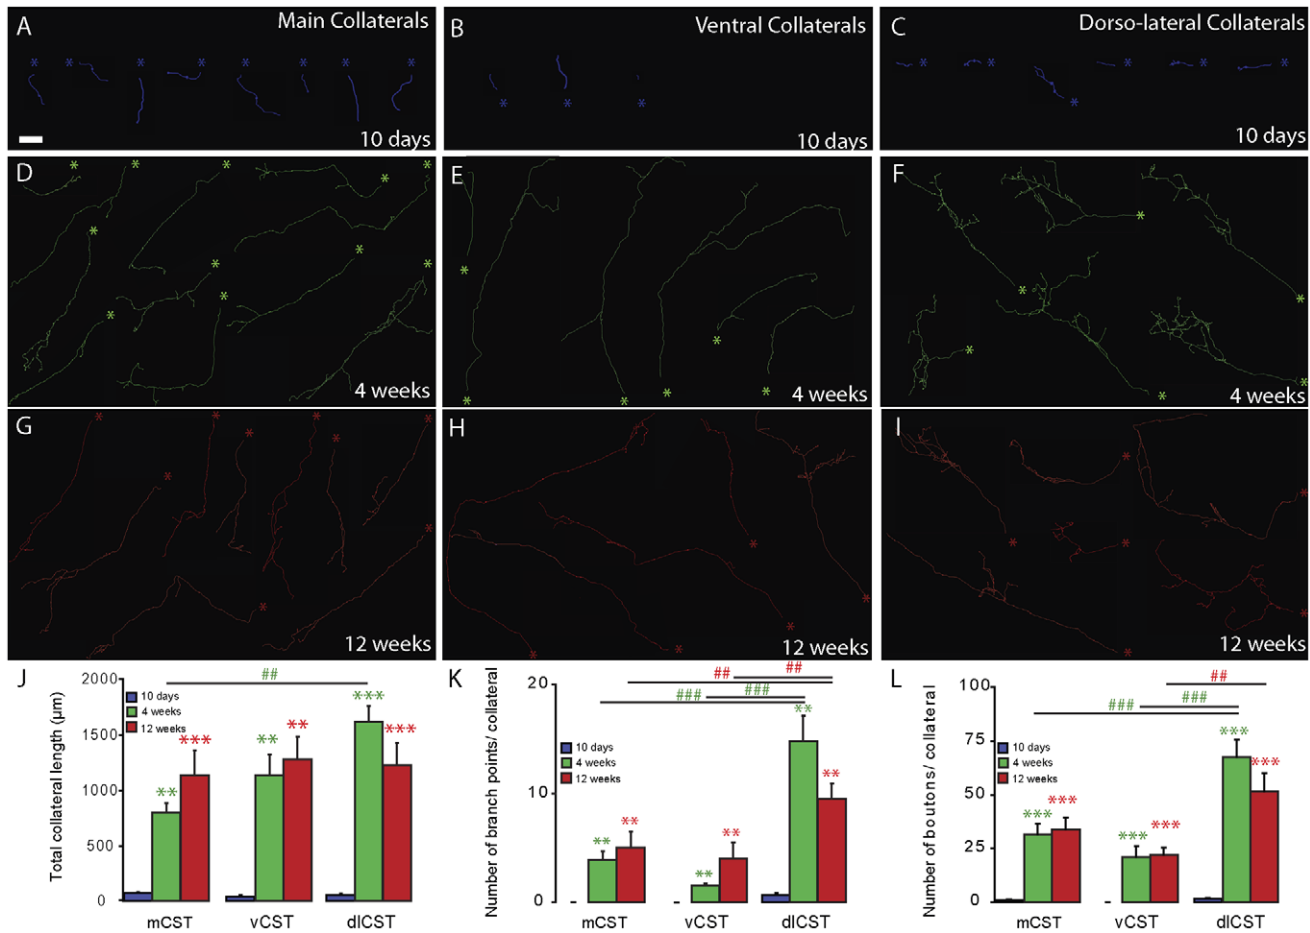 A
Main Collaterals
* * * * * * * *
10 days
B
Ventral Collaterals
* * *
10 days
C
Dorso-lateral Collaterals
* * * * * *
*
10 days
D
4 weeks
E
4 weeks
F
4 weeks
G
12 weeks
H
12 weeks
I
12 weeks
J
Total collateral length (µm)
2000
1500
1000
500
0
10 days
4 weeks
12 weeks
##
**
***
**
**
***
***
mCST
vCST
dlCST
K
Number of branch points/ collateral
20
10
0
10 days
4 weeks
12 weeks
##
##
###
###
**
**
**
**
**
**
mCST
vCST
dlCST
L
Number of boutons/ collateral
100
75
50
25
0
10 days
4 weeks
12 weeks
##
###
###
***
***
***
***
***
***
mCST
vCST
dlCST